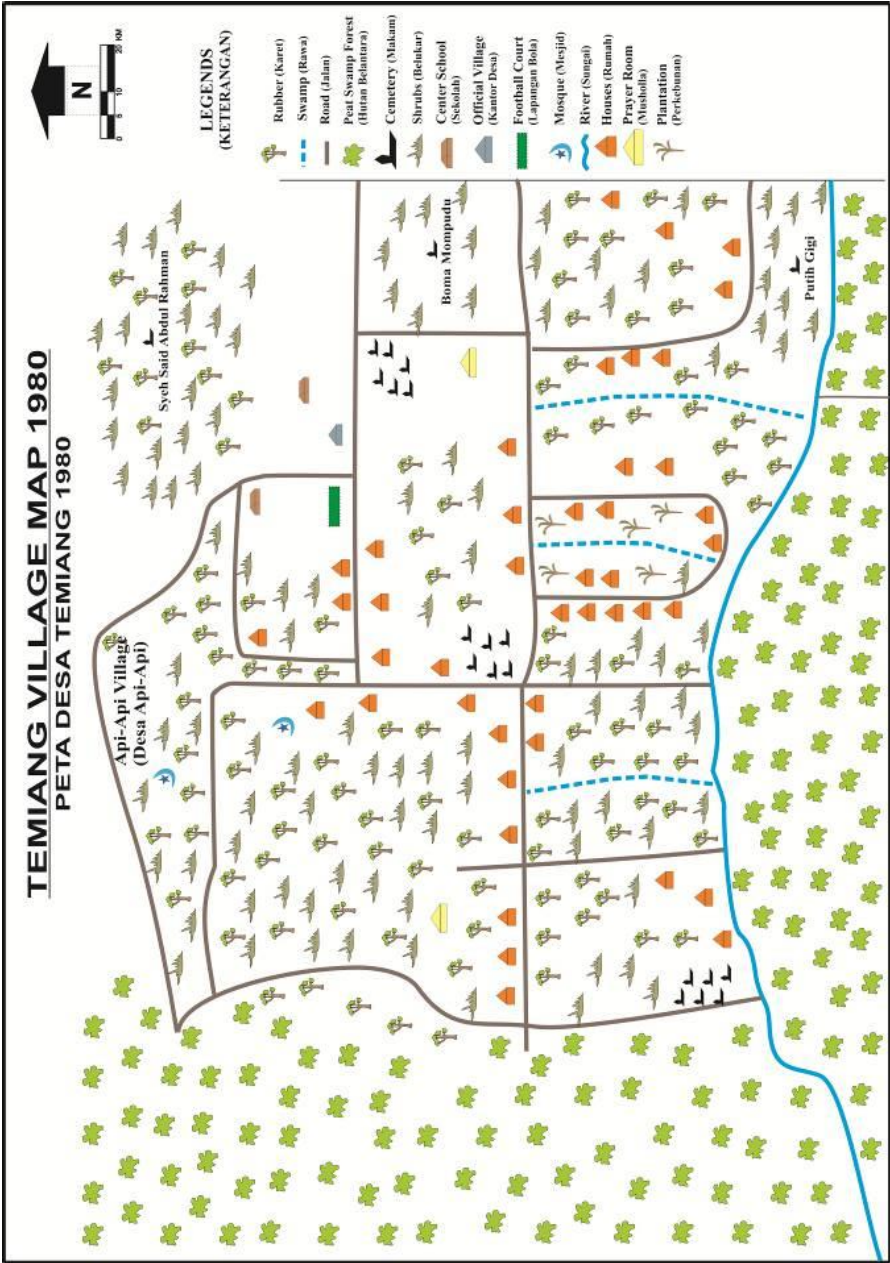 TEMIANG VILLAGE MAP 1980
PETA DESA TEMIANG 1980
N
0 5 10 20 KM
LEGENDS
(KETERANGAN)
Rubber (Karet)
Swamp (Rawa)
Road (Jalan)
Peat Swamp Forest
(Hutan Belantara)
Cemetery (Makam)
Shrubs (Belukar)
Center School
(Sekolah)
Official Village
(Kantor Desa)
Football Court
(Lapangan Bola)
Mosque (Mesjid)
River (Sungai)
Houses (Rumah)
Prayer Room
(Musholla)
Plantation
(Perkebunan)
Api-Api Village
(Desa Api-Api)
Syeh Said Abdul Rahman
Boma Mompudu
Putih Gigi